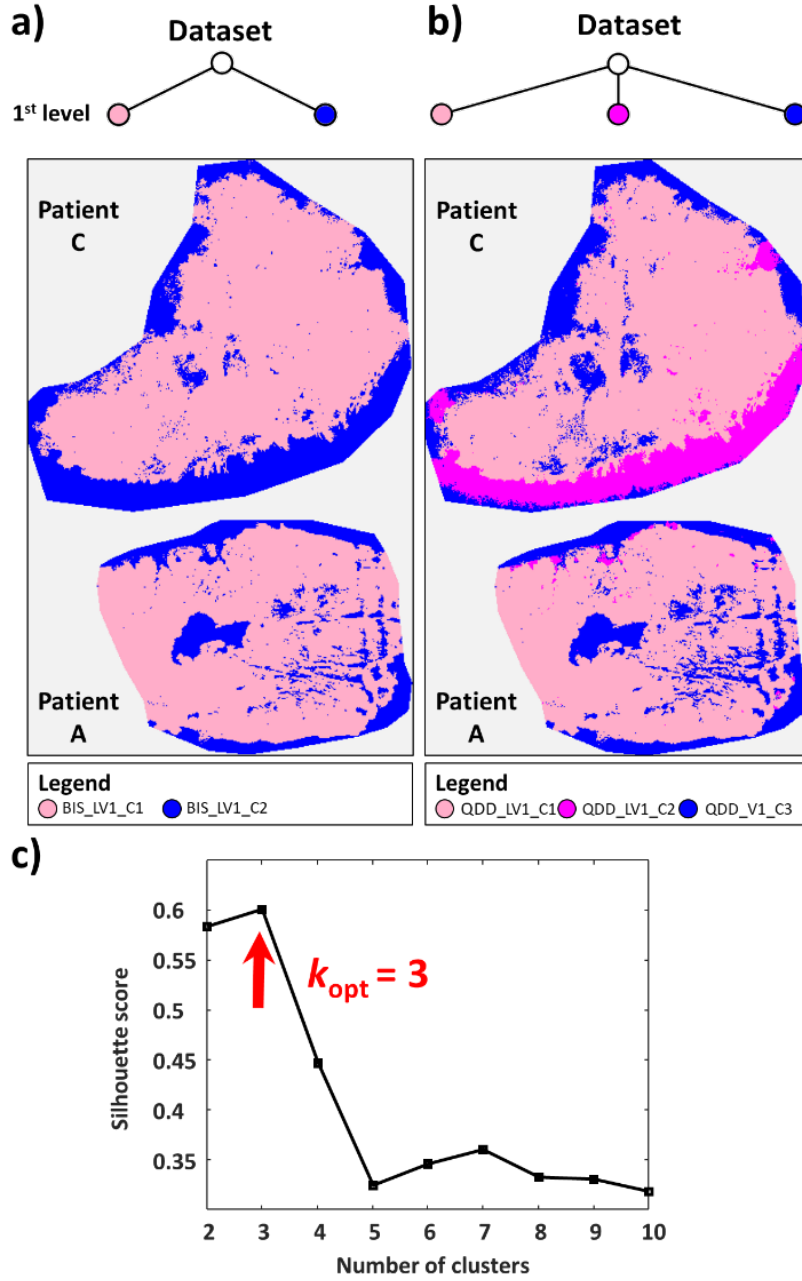 a)
Dataset
1st level
Patient
C
Patient
A
Legend
BIS_LV1_C1 BIS_LV1_C2
b)
Dataset
Patient
C
Patient
A
Legend
QDD_LV1_C1 QDD_LV1_C2 QDD_V1_C3
c)
Silhouette score
0.6
0.55
0.5
0.45
0.4
0.35
kopt = 3
2 3 4 5 6 7 8 9 10
Number of clusters